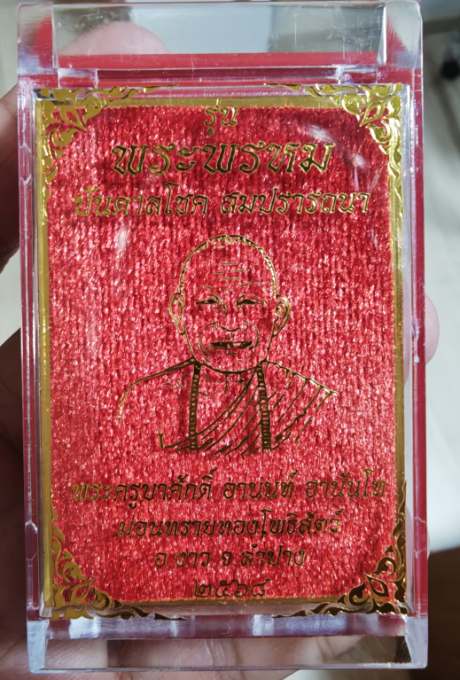 รุ่น
พระพรหม
บันดาลโชค สมปรารถนา
พระครูบาศักดิ์ อานนท์ อานันโท
ม่อนทรายทองโพธิสัตว์
อ งาว จ ลำปาง
๒๕๖๘